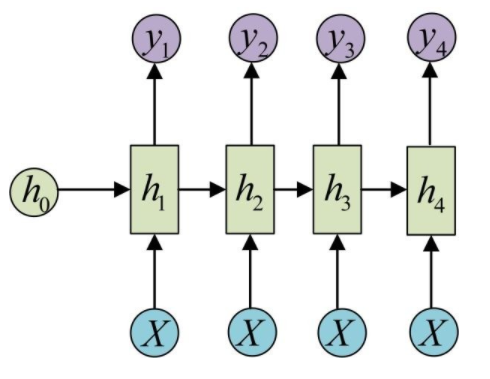 y₁ y₂ y₃ y₄
h₀ h₁ h₂ h₃ h₄
X X X X